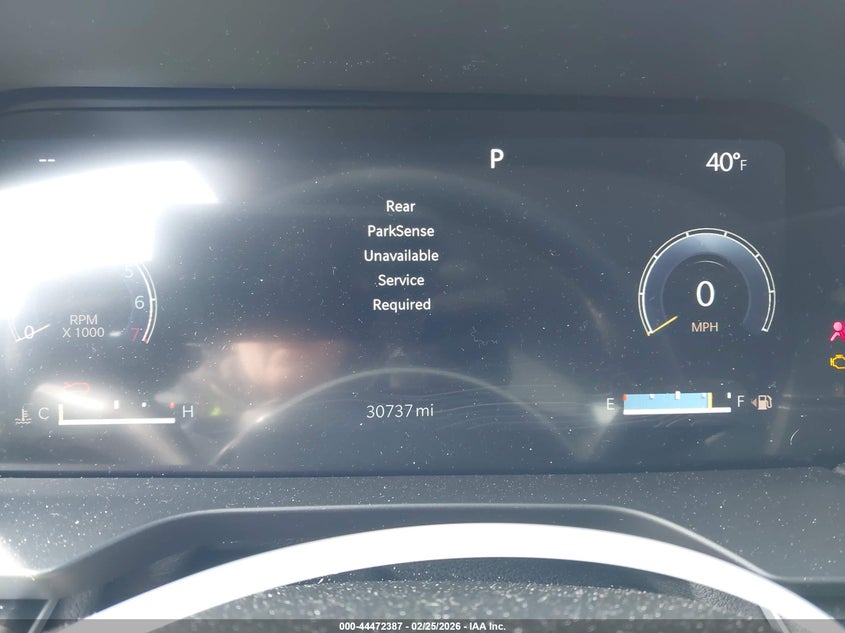 --
P
40°F
Rear
ParkSense
Unavailable
Service
Required
5
6
7
0
RPM
X 1000
0
MPH
C
H
30737 mi
E
F
000-44472387 - 02/25/2026 - IAA Inc.